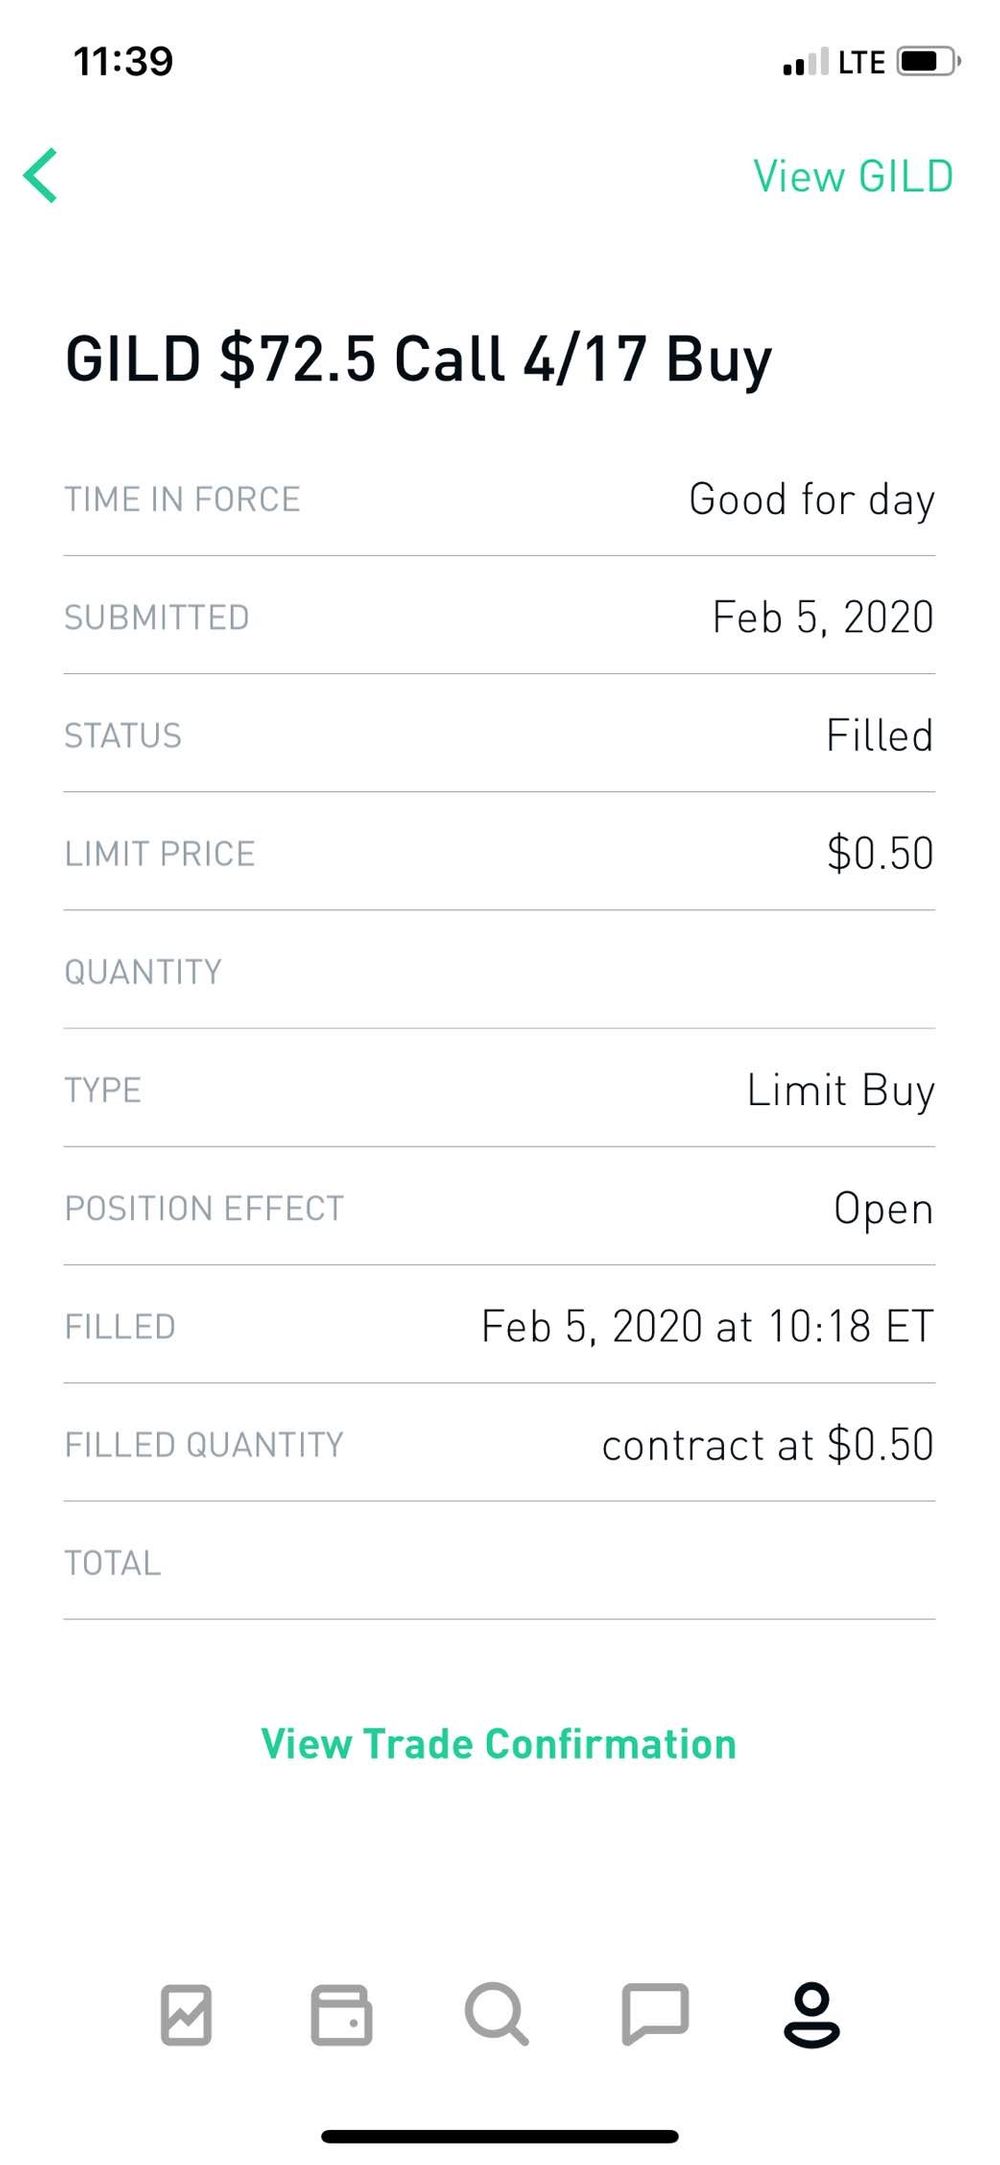 11:39
LTE
View GILD
GILD $72.5 Call 4/17 Buy
TIME IN FORCE Good for day
SUBMITTED Feb 5, 2020
STATUS Filled
LIMIT PRICE $0.50
QUANTITY
TYPE Limit Buy
POSITION EFFECT Open
FILLED Feb 5, 2020 at 10:18 ET
FILLED QUANTITY contract at $0.50
TOTAL
View Trade Confirmation